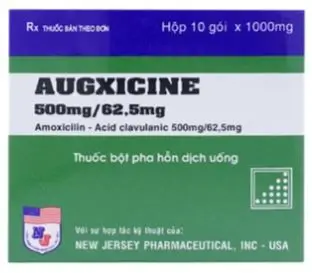 Rx THUỐC BÁN THEO ĐƠN
Hộp 10 gói x 1000mg
AUGXICINE
500mg/62,5mg
Amoxicilin - Acid clavulanic 500mg/62,5mg
Thuốc bột pha hỗn dịch uống
NJ
Với sự hợp tác kỹ thuật của:
NEW JERSEY PHARMACEUTICAL, INC - USA